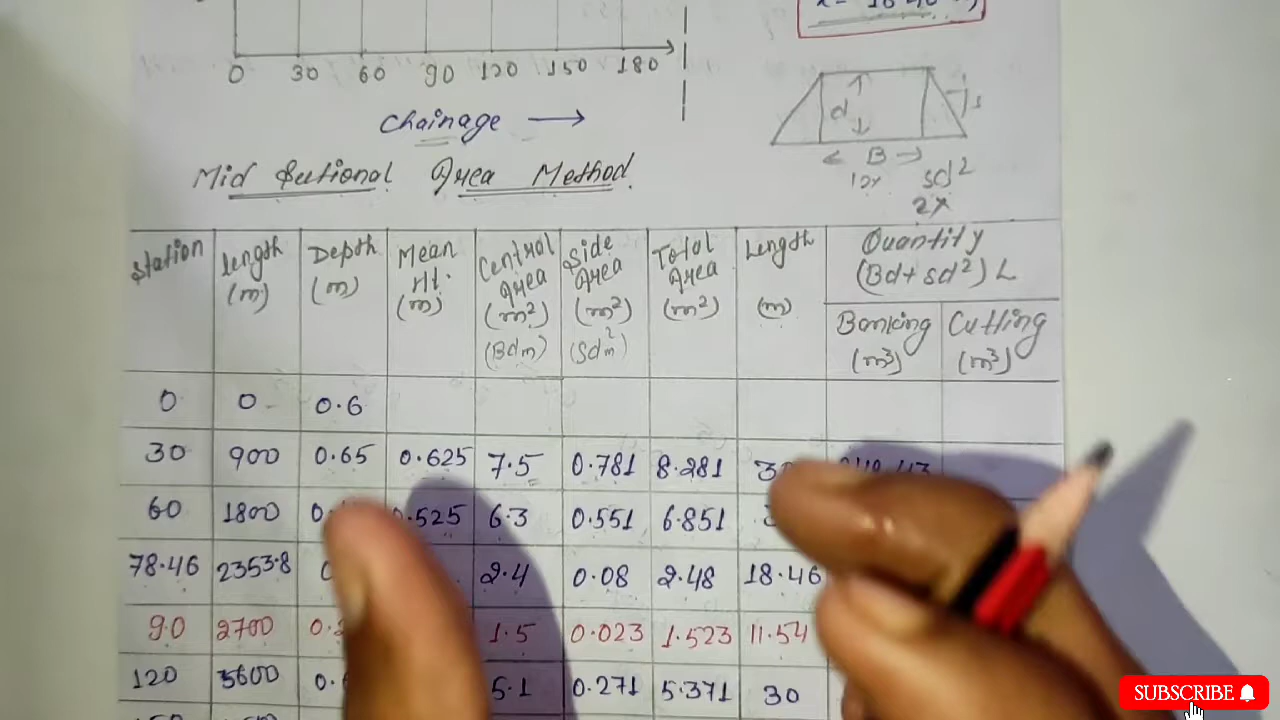 0 30 60 90 120 150 180
Chainage
d
B
12x
sd²
2x
Mid Sutional Area Method
Station length (m) Depth (m) Mean Ht. (m) Central Area (m²) (Bdm) Side Area (m²) (Sdm²) Total Area (m²) Length (m) Quantity (Bd + sd²) L
Banking (m³) Cutting (m³)
0 0 0.6
30 900 0.65 0.625 7.5 0.781 8.281
60 1800 0.525 6.3 0.551 6.851
78.46 2353.8 2.4 0.08 2.48 18.46
90 2700 1.5 0.023 1.523 11.54
120 3600 5.1 0.271 5.371 30
SUBSCRIBE